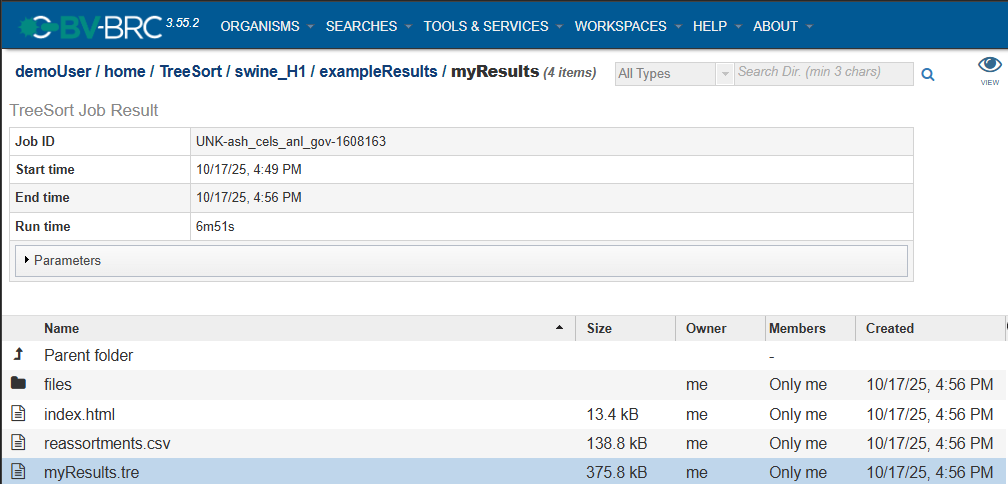 BV-BRC 3.55.2 ORGANISMS SEARCHES TOOLS & SERVICES WORKSPACES HELP ABOUT
demoUser / home / TreeSort / swine_H1 / exampleResults / myResults (4 items) All Types Search Dir. (min 3 chars)
VIEW
TreeSort Job Result
Job ID UNK-ash_cels_anl_gov-1608163
Start time 10/17/25, 4:49 PM
End time 10/17/25, 4:56 PM
Run time 6m51s
Parameters
Name Size Owner Members Created
Parent folder -
files me Only me 10/17/25, 4:56 PM
index.html 13.4 kB me Only me 10/17/25, 4:56 PM
reassortments.csv 138.8 kB me Only me 10/17/25, 4:56 PM
myResults.tre 375.8 kB me Only me 10/17/25, 4:56 PM